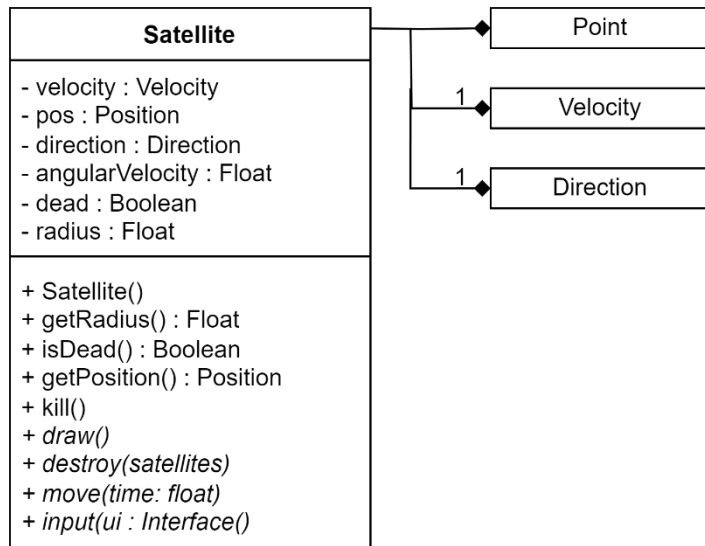 Satellite
- velocity : Velocity
- pos : Position
- direction : Direction
- angularVelocity : Float
- dead : Boolean
- radius : Float
+ Satellite()
+ getRadius() : Float
+ isDead() : Boolean
+ getPosition() : Position
+ kill()
+ draw()
+ destroy(satellites)
+ move(time: float)
+ input(ui : Interface()
Point
1
Velocity
1
Direction